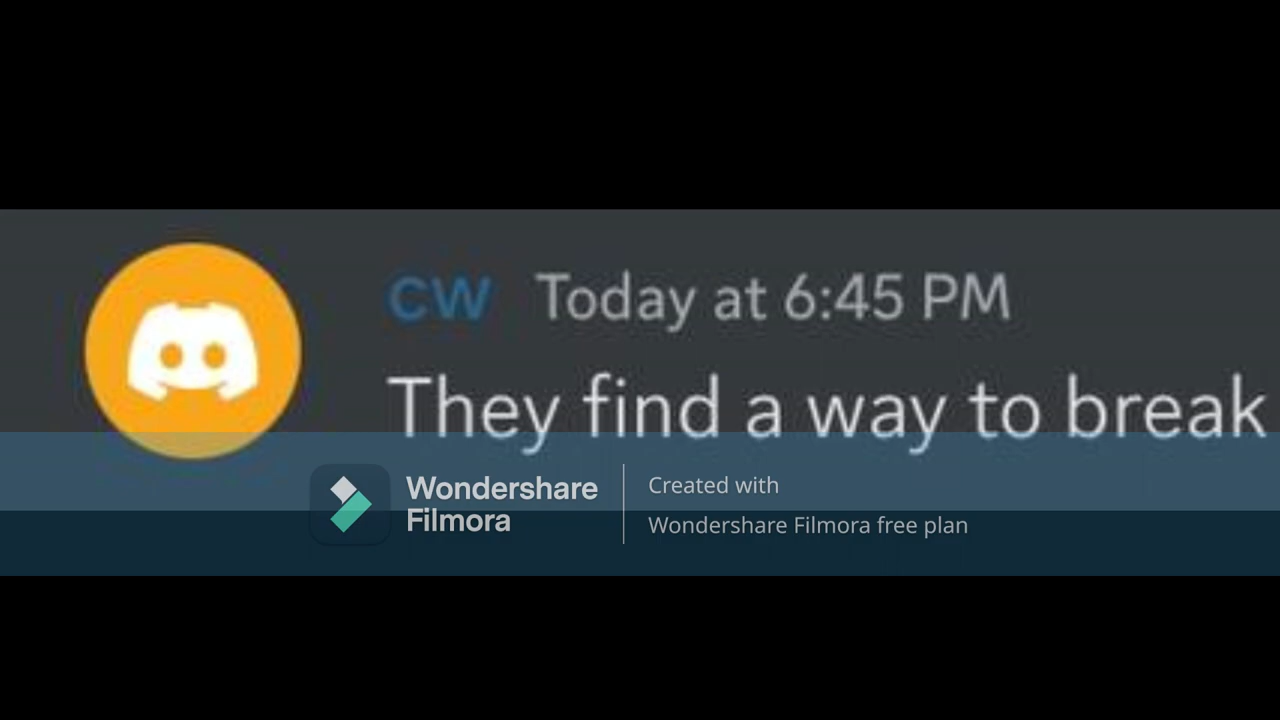 CW Today at 6:45 PM
They find a way to break
Wondershare
Filmora
Created with
Wondershare Filmora free plan